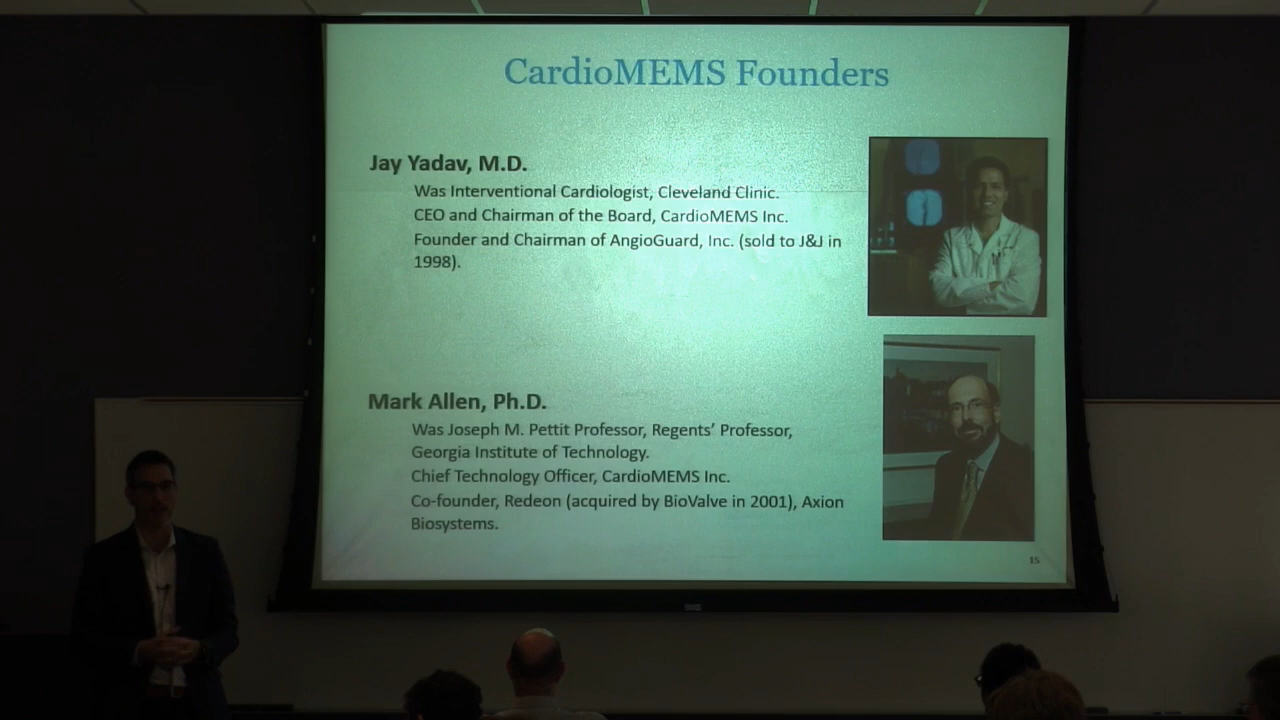 CardioMEMS Founders
Jay Yadav, M.D.
Was Interventional Cardiologist, Cleveland Clinic.
CEO and Chairman of the Board, CardioMEMS Inc.
Founder and Chairman of AngioGuard, Inc. (sold to J&J in
1998).
Mark Allen, Ph.D.
Was Joseph M. Pettit Professor, Regents’ Professor,
Georgia Institute of Technology.
Chief Technology Officer, CardioMEMS Inc.
Co-founder, Redeon (acquired by BioValve in 2001), Axion
Biosystems.
15